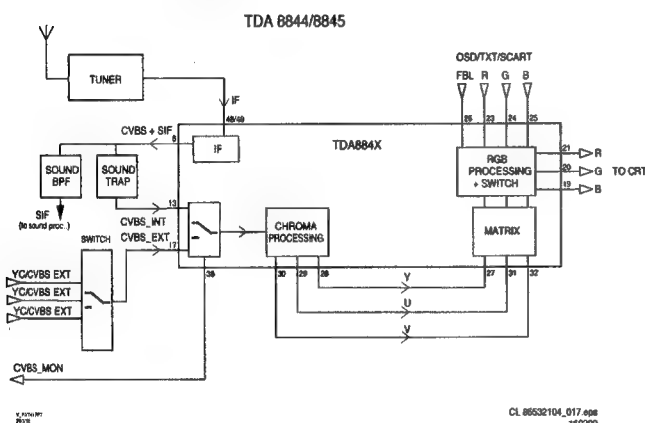 TDA 8844/8845
TUNER
IF
48/49
OSD/TXT/SCART
FBL R G B
26 23 24 25
CVBS + SIF
6
IF
TDA884X
RGB
PROCESSING
+ SWITCH
21 R
20 G TO CRT
19 B
SOUND
BPF
SOUND
TRAP
SIF
(to sound proc..)
13
CVBS_INT
CVBS_EXT
17
SWITCH
CHROMA
PROCESSING
MATRIX
38
30 29 28
27 31 32
Y
U
V
YC/CVBS EXT
YC/CVBS EXT
YC/CVBS EXT
CVBS_MON
CL 86532104_017.eps